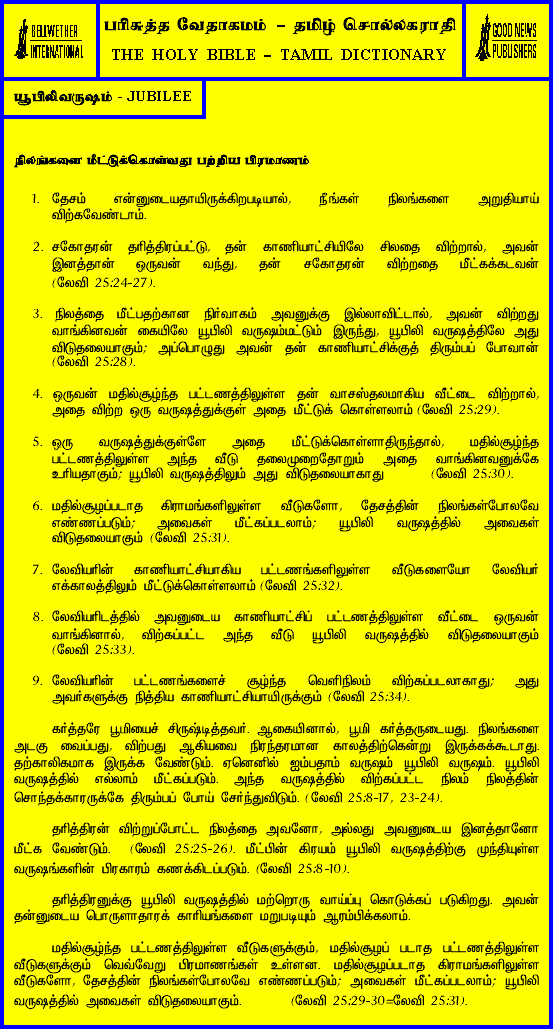 BELLWETHER
INTERNATIONAL
பரிசுத்த வேதாகமம் – தமிழ் சொல்லகராதி
THE HOLY BIBLE – TAMIL DICTIONARY
GOOD NEWS
PUBLISHERS
யூபிலிவருஷம் - JUBILEE
நிலங்களை மீட்டுக்கொள்வது பற்றிய பிரமாணம்
1. தேசம் என்னுடையதாயிருக்கிறபடியால், நீங்கள் நிலங்களை அறுதியாய்
விற்கவேண்டாம்.
2. சகோதரன் தரித்திரப்பட்டு, தன் காணியாட்சியிலே சிலதை விற்றால், அவன்
இனத்தான் ஒருவன் வந்து, தன் சகோதரன் விற்றதை மீட்கக்கடவன்
(லேவி 25:24-27).
3. நிலத்தை மீட்பதற்கான நிர்வாகம் அவனுக்கு இல்லாவிட்டால், அவன் விற்றது
வாங்கினவன் கையிலே யூபிலி வருஷம்மட்டும் இருந்து, யூபிலி வருஷத்திலே அது
விடுதலையாகும்; அப்பொழுது அவன் தன் காணியாட்சிக்குத் திரும்பப் போவான்
(லேவி 25:28).
4. ஒருவன் மதில்சூழ்ந்த பட்டணத்திலுள்ள தன் வாசஸ்தலமாகிய வீட்டை விற்றால்,
அதை விற்ற ஒரு வருஷத்துக்குள் அதை மீட்டுக் கொள்ளலாம் (லேவி 25:29).
5. ஒரு வருஷத்துக்குள்ளே அதை மீட்டுக்கொள்ளாதிருந்தால், மதில்சூழ்ந்த
பட்டணத்திலுள்ள அந்த வீடு தலைமுறைதோறும் அதை வாங்கினவனுக்கே
உரியதாகும்; யூபிலி வருஷத்திலும் அது விடுதலையாகாது (லேவி 25:30).
6. மதில்சூழப்படாத கிராமங்களிலுள்ள வீடுகளோ, தேசத்தின் நிலங்கள்போலவே
எண்ணப்படும்; அவைகள் மீட்கப்படலாம்; யூபிலி வருஷத்தில் அவைகள்
விடுதலையாகும் (லேவி 25:31).
7. லேவியரின் காணியாட்சியாகிய பட்டணங்களிலுள்ள வீடுகளையோ லேவியர்
எக்காலத்திலும் மீட்டுக்கொள்ளலாம் (லேவி 25:32).
8. லேவியரிடத்தில் அவனுடைய காணியாட்சிப் பட்டணத்திலுள்ள வீட்டை ஒருவன்
வாங்கினால், விற்கப்பட்ட அந்த வீடு யூபிலி வருஷத்தில் விடுதலையாகும்
(லேவி 25:33).
9. லேவியரின் பட்டணங்களைச் சூழ்ந்த வெளிநிலம் விற்கப்படலாகாது; அது
அவர்களுக்கு நித்திய காணியாட்சியாயிருக்கும் (லேவி 25:34).
கர்த்தரே பூமியைச் சிருஷ்டித்தவர். ஆகையினால், பூமி கர்த்தருடையது. நிலங்களை
அடகு வைப்பது, விற்பது ஆகியவை நிரந்தரமான காலத்திற்கென்று இருக்கக்கூடாது.
தற்காலிகமாக இருக்க வேண்டும். ஏனெனில் ஐம்பதாம் வருஷம் யூபிலி வருஷம். யூபிலி
வருஷத்தில் எல்லாம் மீட்கப்படும். அந்த வருஷத்தில் விற்கப்பட்ட நிலம் நிலத்தின்
சொந்தக்காரருக்கே திரும்பப் போய் சேர்ந்துவிடும். (லேவி 25:8-17, 23-24).
தரித்திரன் விற்றுப்போட்ட நிலத்தை அவனோ, அல்லது அவனுடைய இனத்தானோ
மீட்க வேண்டும். (லேவி 25:25-26). மீட்பின் கிரயம் யூபிலி வருஷத்திற்கு முந்தியுள்ள
வருஷங்களின் பிரகாரம் கணக்கிடப்படும். (லேவி 25:8-10).
தரித்திரனுக்கு யூபிலி வருஷத்தில் மற்றொரு வாய்ப்பு கொடுக்கப் படுகிறது. அவன்
தன்னுடைய பொருளாதாரக் காரியங்களை மறுபடியும் ஆரம்பிக்கலாம்.
மதில்சூழ்ந்த பட்டணத்திலுள்ள வீடுகளுக்கும், மதில்சூழப் படாத பட்டணத்திலுள்ள
வீடுகளுக்கும் வெவ்வேறு பிரமாணங்கள் உள்ளன. மதில்சூழப்படாத கிராமங்களிலுள்ள
வீடுகளோ, தேசத்தின் நிலங்கள்போலவே எண்ணப்படும்; அவைகள் மீட்கப்படலாம்; யூபிலி
வருஷத்தில் அவைகள் விடுதலையாகும். (லேவி 25:29-30=லேவி 25:31).